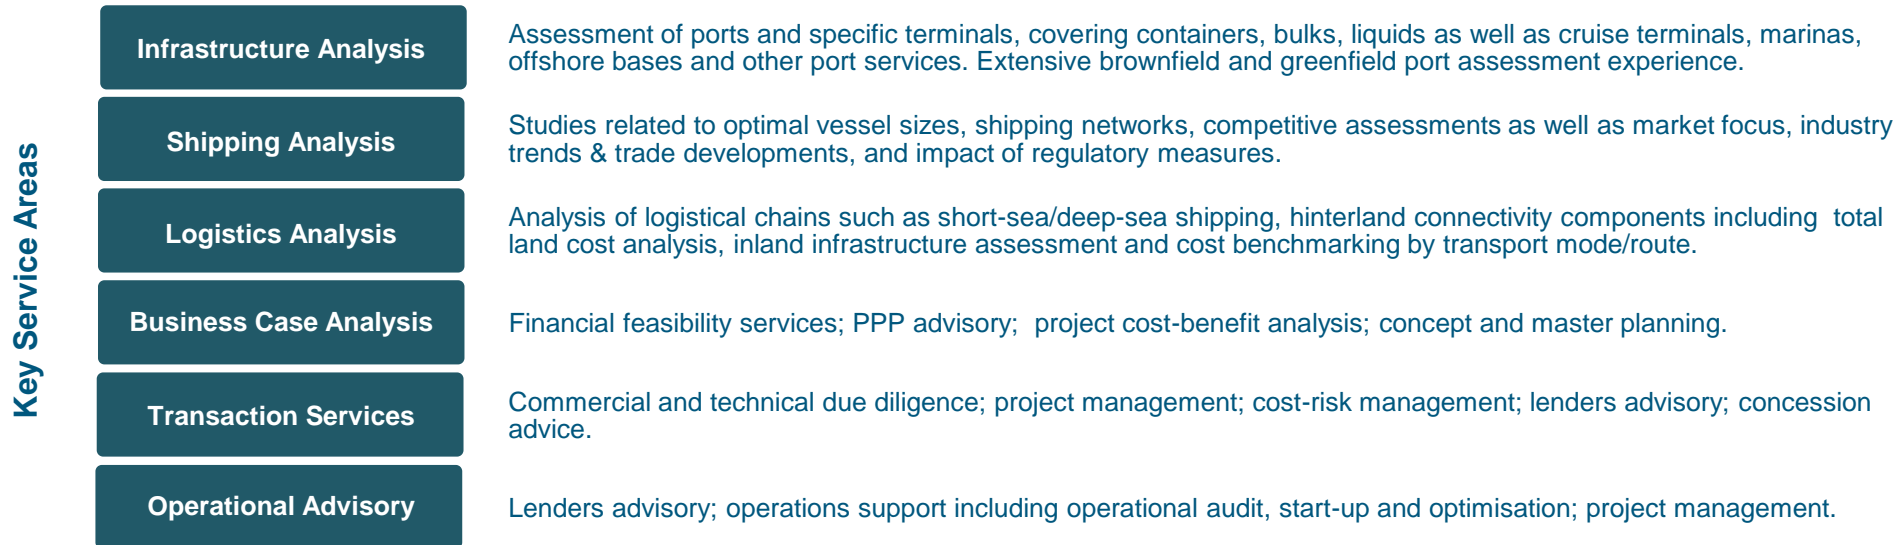 Key Service Areas
Infrastructure Analysis
Assessment of ports and specific terminals, covering containers, bulks, liquids as well as cruise terminals, marinas,
offshore bases and other port services. Extensive brownfield and greenfield port assessment experience.
Shipping Analysis
Studies related to optimal vessel sizes, shipping networks, competitive assessments as well as market focus, industry
trends & trade developments, and impact of regulatory measures.
Logistics Analysis
Analysis of logistical chains such as short-sea/deep-sea shipping, hinterland connectivity components including  total
land cost analysis, inland infrastructure assessment and cost benchmarking by transport mode/route.
Business Case Analysis
Financial feasibility services; PPP advisory;  project cost-benefit analysis; concept and master planning.
Transaction Services
Commercial and technical due diligence; project management; cost-risk management; lenders advisory; concession
advice.
Operational Advisory
Lenders advisory; operations support including operational audit, start-up and optimisation; project management.